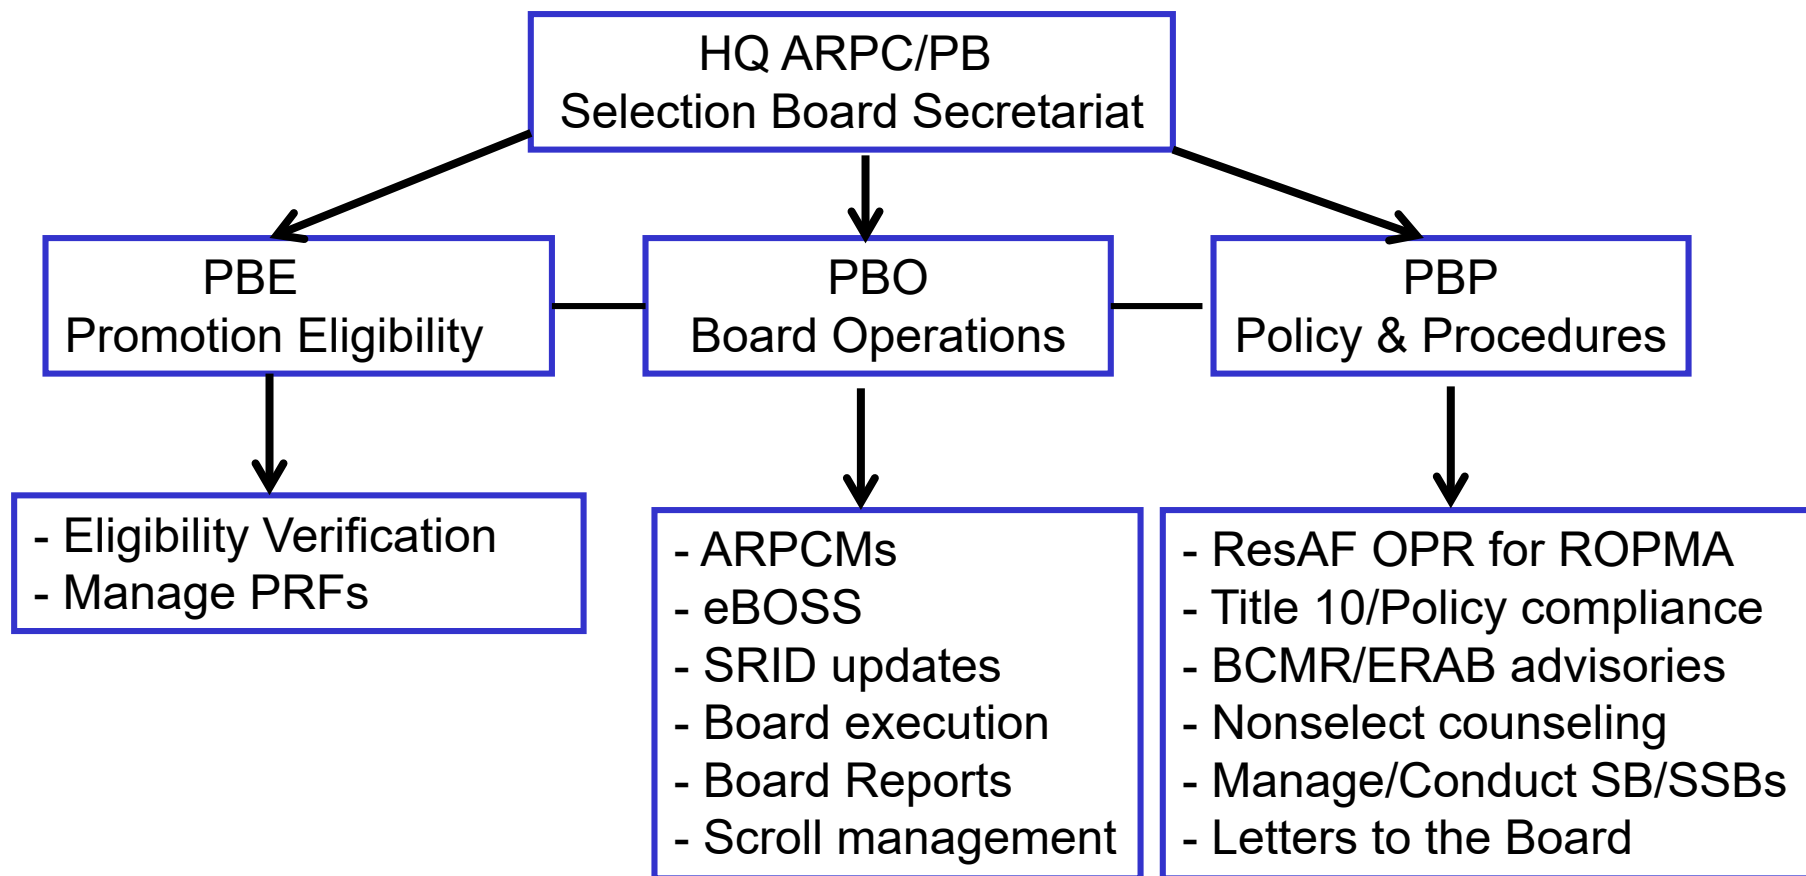 HQ ARPC/PB
Selection Board Secretariat
PBE
Promotion Eligibility
PBO
Board Operations
PBP
Policy & Procedures
- Eligibility Verification
- Manage PRFs
- ARPCMs
- eBOSS
- SRID updates
- Board execution
- Board Reports
- Scroll management
- ResAF OPR for ROPMA
- Title 10/Policy compliance
- BCMR/ERAB advisories
- Nonselect counseling
- Manage/Conduct SB/SSBs
- Letters to the Board